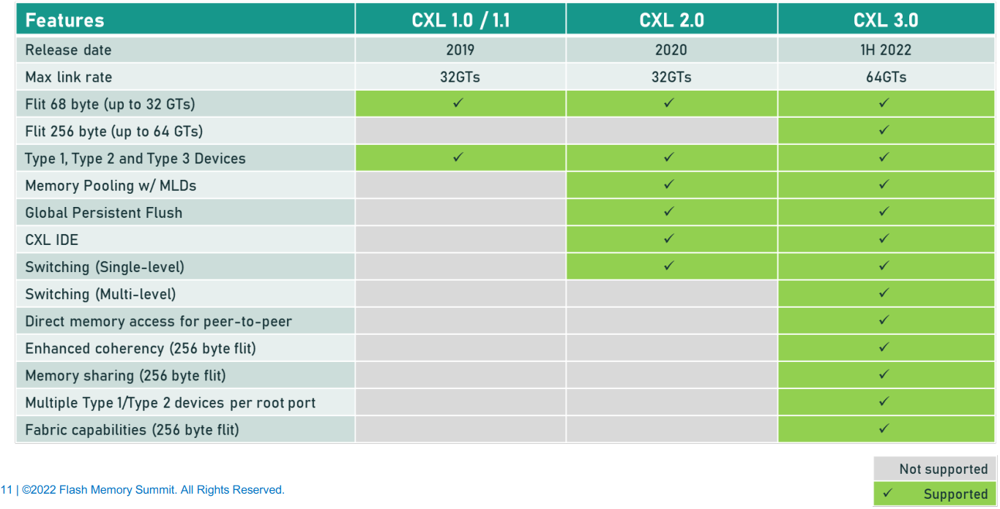 Features CXL 1.0 / 1.1 CXL 2.0 CXL 3.0
Release date 2019 2020 1H 2022
Max link rate 32GTs 32GTs 64GTs
Flit 68 byte (up to 32 GTs) ✓ ✓ ✓
Flit 256 byte (up to 64 GTs) ✓
Type 1, Type 2 and Type 3 Devices ✓ ✓ ✓
Memory Pooling w/ MLDs ✓ ✓
Global Persistent Flush ✓ ✓
CXL IDE ✓ ✓
Switching (Single-level) ✓ ✓
Switching (Multi-level) ✓
Direct memory access for peer-to-peer ✓
Enhanced coherency (256 byte flit) ✓
Memory sharing (256 byte flit) ✓
Multiple Type 1/Type 2 devices per root port ✓
Fabric capabilities (256 byte flit) ✓
Not supported
11 | ©2022 Flash Memory Summit. All Rights Reserved.
✓ Supported